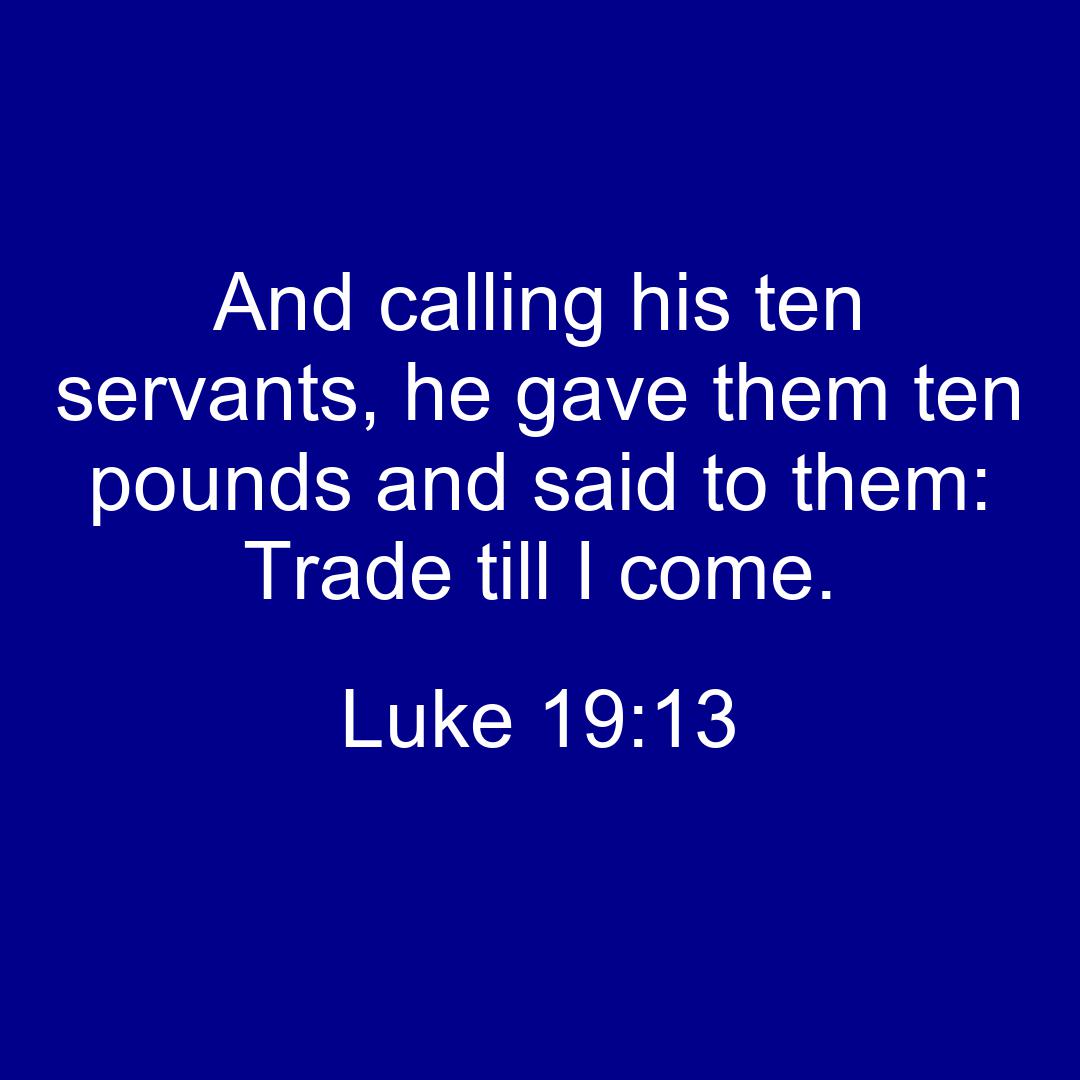 And calling his ten
servants, he gave them ten
pounds and said to them:
Trade till I come.
Luke 19:13